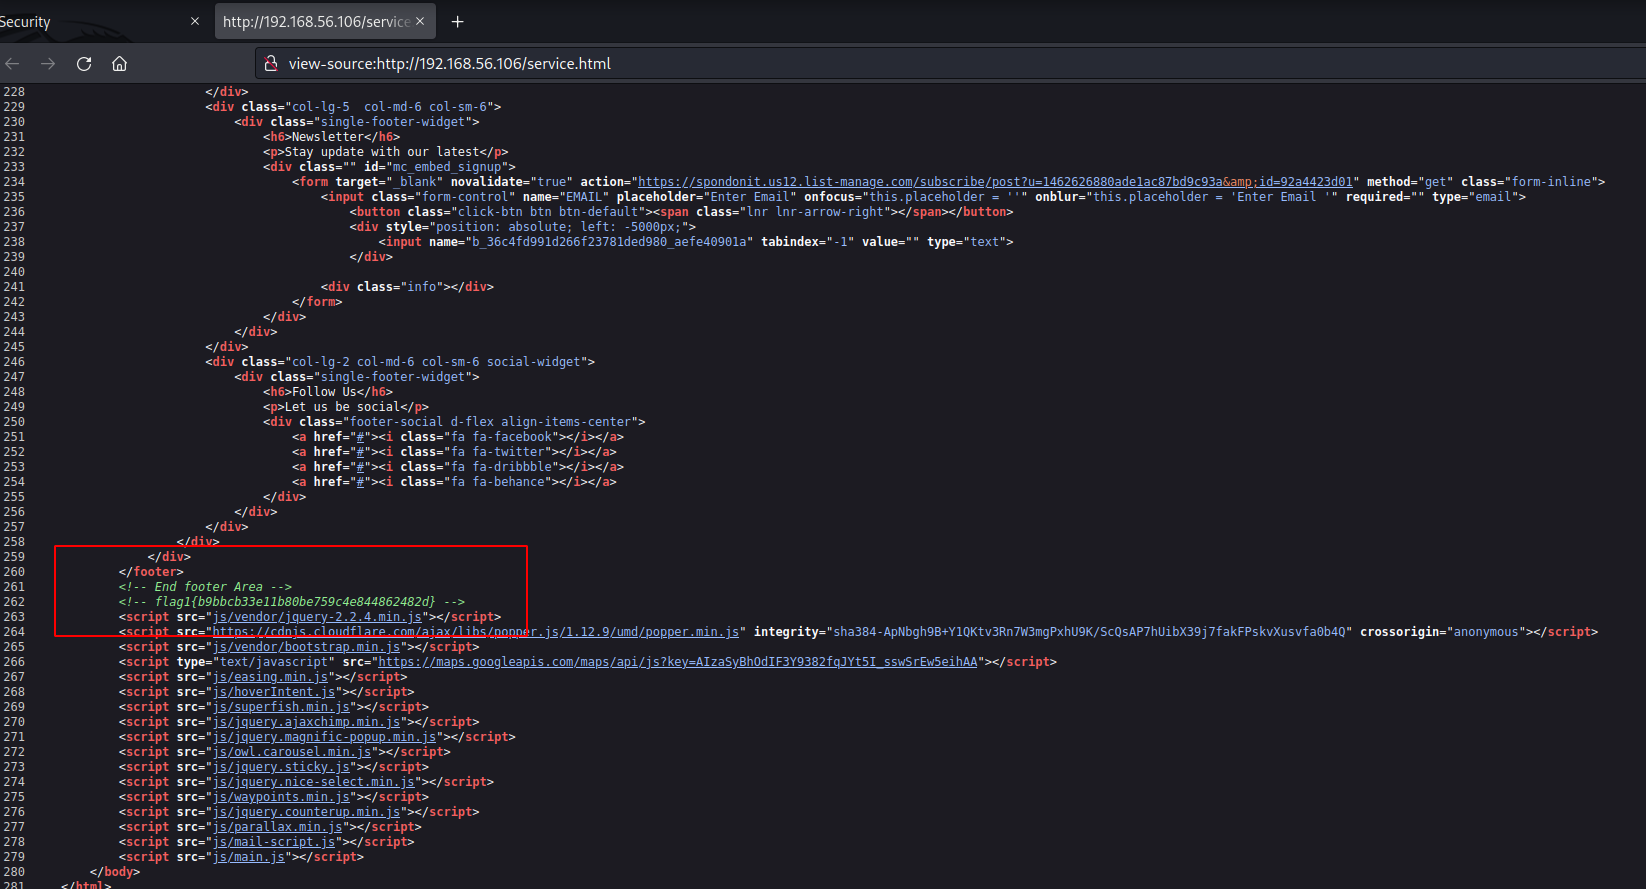 Security × http://192.168.56.106/service × +
view-source:http://192.168.56.106/service.html
228 </div>
229 <div class="col-lg-5  col-md-6 col-sm-6">
230 <div class="single-footer-widget">
231 <h6>Newsletter</h6>
232 <p>Stay update with our latest</p>
233 <div class="" id="mc_embed_signup">
234 <form target="_blank" novalidate="true" action="https://spondonit.us12.list-manage.com/subscribe/post?u=1462626880ade1ac87bd9c93a&amp;id=92a4423d01" method="get" class="form-inline">
235 <input class="form-control" name="EMAIL" placeholder="Enter Email" onfocus="this.placeholder = ''" onblur="this.placeholder = 'Enter Email '" required="" type="email">
236 <button class="click-btn btn btn-default"><span class="lnr lnr-arrow-right"></span></button>
237 <div style="position: absolute; left: -5000px;">
238 <input name="b_36c4fd991d266f23781ded980_aefe40901a" tabindex="-1" value="" type="text">
239 </div>
240
241 <div class="info"></div>
242 </form>
243 </div>
244 </div>
245 </div>
246 <div class="col-lg-2 col-md-6 col-sm-6 social-widget">
247 <div class="single-footer-widget">
248 <h6>Follow Us</h6>
249 <p>Let us be social</p>
250 <div class="footer-social d-flex align-items-center">
251 <a href="#"><i class="fa fa-facebook"></i></a>
252 <a href="#"><i class="fa fa-twitter"></i></a>
253 <a href="#"><i class="fa fa-dribbble"></i></a>
254 <a href="#"><i class="fa fa-behance"></i></a>
255 </div>
256 </div>
257 </div>
258 </div>
259 </div>
260 </footer>
261 <!-- End footer Area -->
262 <!-- flag1{b9bbcb33e11b80be759c4e844862482d} -->
263 <script src="js/vendor/jquery-2.2.4.min.js"></script>
264 <script src="https://cdnjs.cloudflare.com/ajax/libs/popper.js/1.12.9/umd/popper.min.js" integrity="sha384-ApNbgh9B+Y1QKtv3Rn7W3mgPxhU9K/ScQsAP7hUibX39j7fakFPskvXusvfa0b4Q" crossorigin="anonymous"></script>
265 <script src="js/vendor/bootstrap.min.js"></script>
266 <script type="text/javascript" src="https://maps.googleapis.com/maps/api/js?key=AIzaSyBhOdIF3Y9382fqJYt5I_sswSrEw5eihAA"></script>
267 <script src="js/easing.min.js"></script>
268 <script src="js/hoverIntent.js"></script>
269 <script src="js/superfish.min.js"></script>
270 <script src="js/jquery.ajaxchimp.min.js"></script>
271 <script src="js/jquery.magnific-popup.min.js"></script>
272 <script src="js/owl.carousel.min.js"></script>
273 <script src="js/jquery.sticky.js"></script>
274 <script src="js/jquery.nice-select.min.js"></script>
275 <script src="js/waypoints.min.js"></script>
276 <script src="js/jquery.counterup.min.js"></script>
277 <script src="js/parallax.min.js"></script>
278 <script src="js/mail-script.js"></script>
279 <script src="js/main.js"></script>
280 </body>
281 </html>